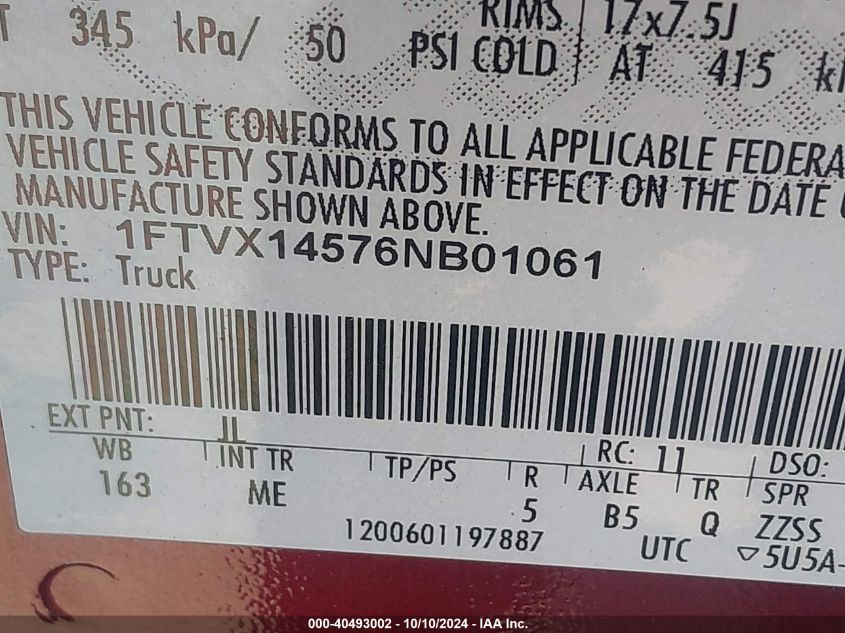 T 345 kPa/ 50 PSI COLD RIMS 17x7.5J
AT 415
THIS VEHICLE CONFORMS TO ALL APPLICABLE FEDERA
VEHICLE SAFETY STANDARDS IN EFFECT ON THE DATE
MANUFACTURE SHOWN ABOVE.
VIN: 1FTVX14576NB01061
TYPE: Truck
EXT PNT: JL RC: 11 DSO:
WB INT TR TP/PS R AXLE TR SPR
163 ME 5 B5 Q ZZSS
1200601197887 UTC ▽5U5A-
000-40493002 - 10/10/2024 - IAA Inc.